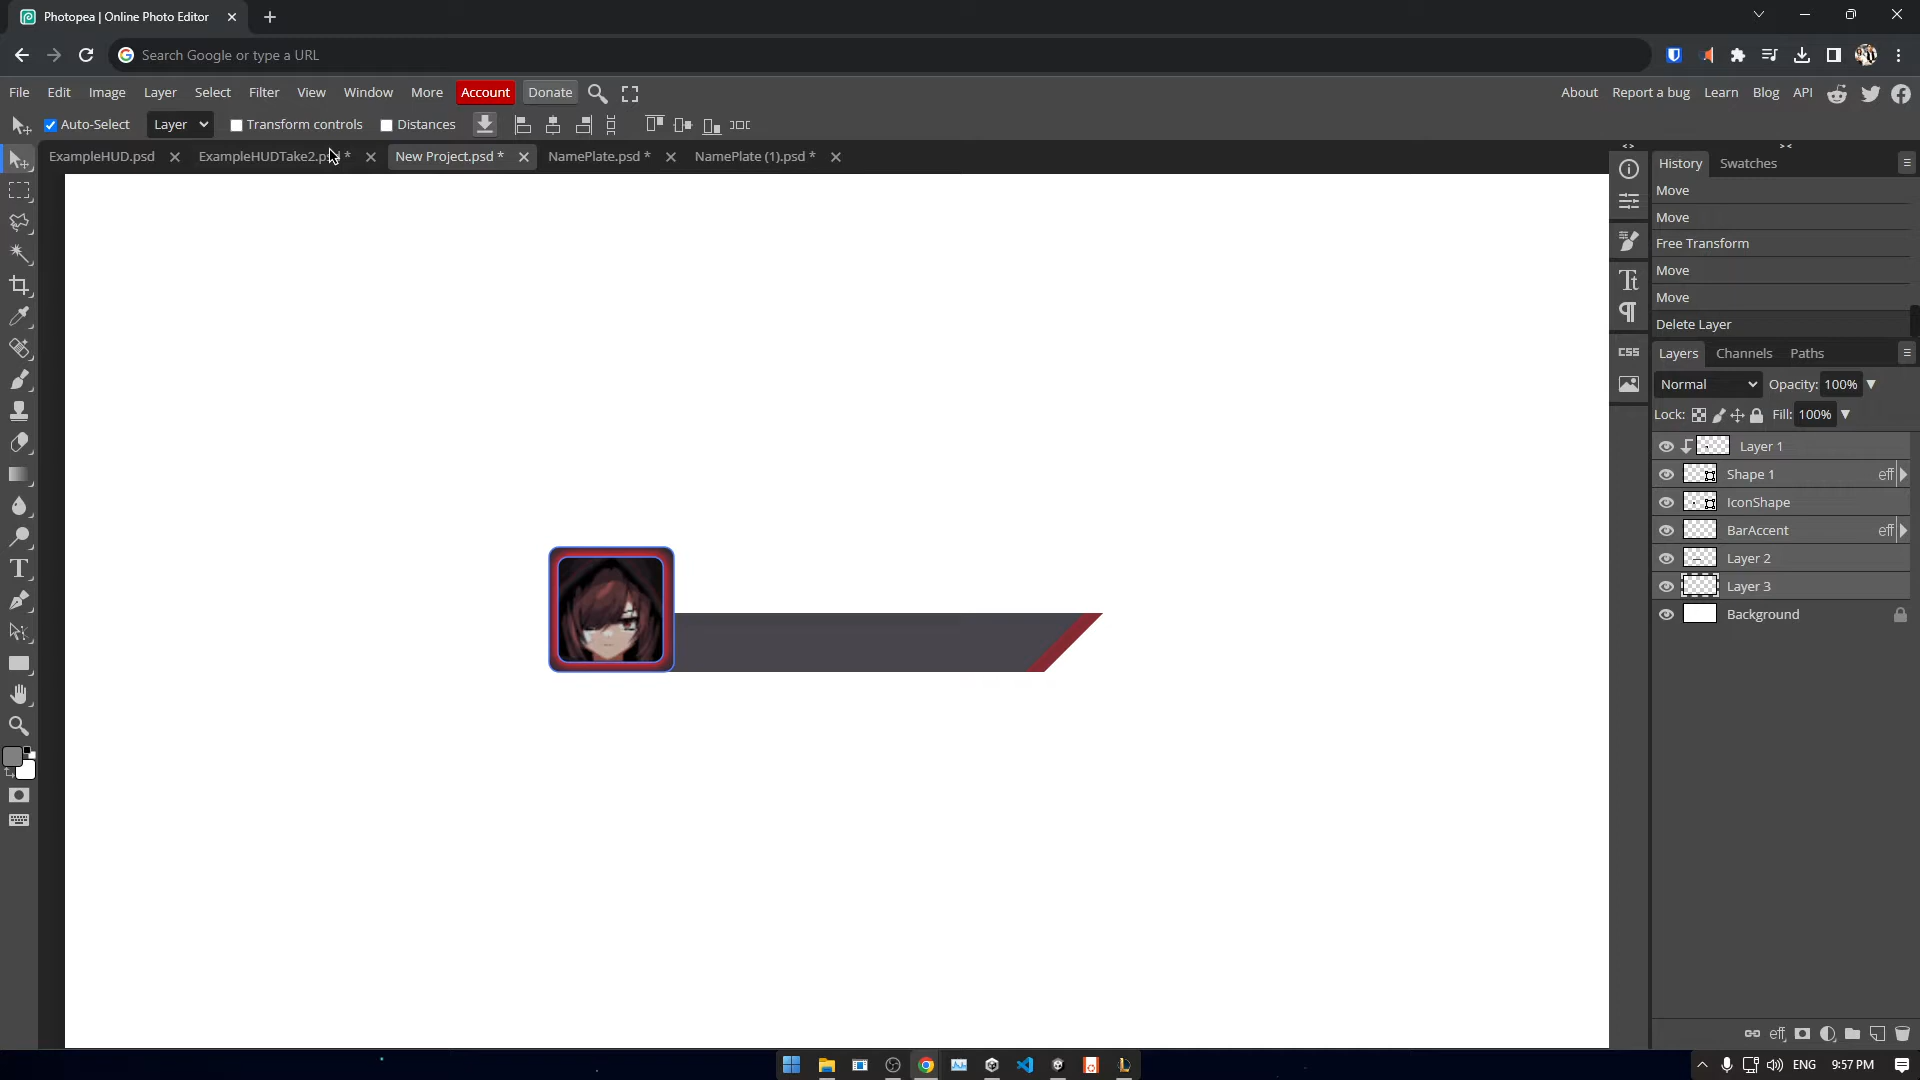 Photopea | Online Photo Editor
Search Google or type a URL
File Edit Image Layer Select Filter View Window More Account Donate About Report a bug Learn Blog API
Auto-Select Layer Transform controls Distances
ExampleHUD.psd ExampleHUDTake2.psd * New Project.psd * NamePlate.psd * NamePlate (1).psd *
History Swatches
Move
Move
Free Transform
Move
Move
Delete Layer
CSS
Layers Channels Paths
Normal Opacity: 100%
Lock: Fill: 100%
Layer 1
Shape 1 eff
IconShape
BarAccent eff
Layer 2
Layer 3
Background
eff
ENG 9:57 PM